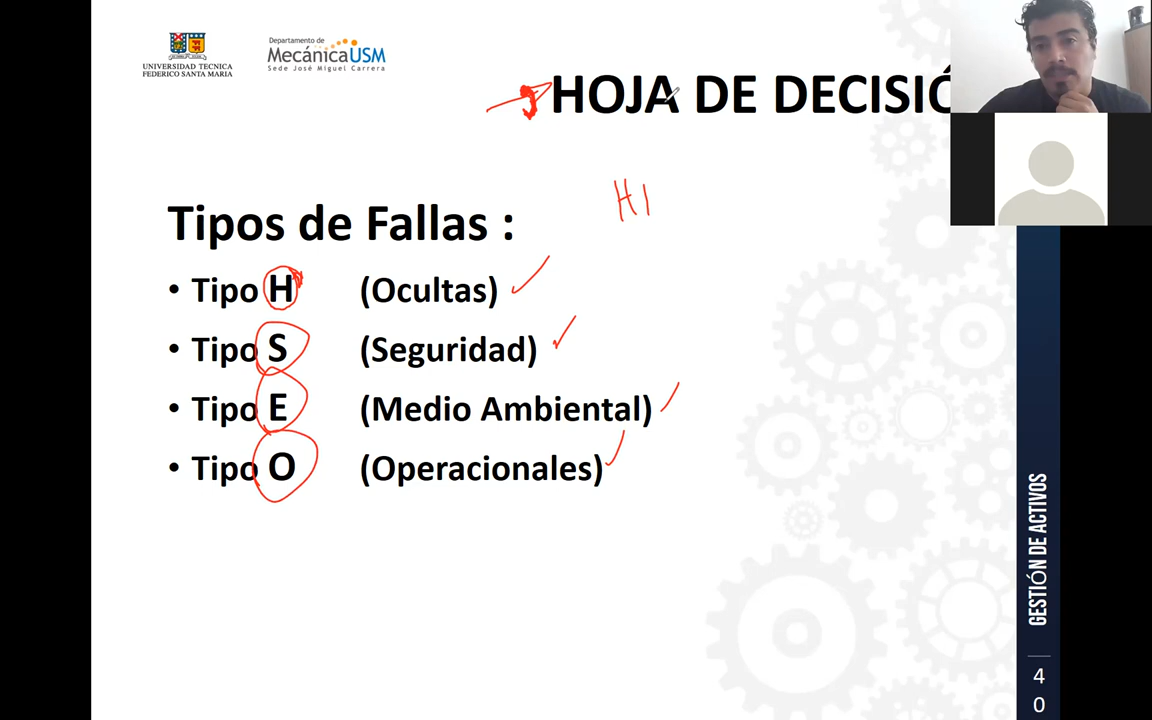 UNIVERSIDAD TECNICA
FEDERICO SANTA MARIA
Departamento de
MecánicaUSM
Sede José Miguel Carrera
HOJA DE DECISIÓ
H1
Tipos de Fallas :
• Tipo H (Ocultas)
• Tipo S (Seguridad)
• Tipo E (Medio Ambiental)
• Tipo O (Operacionales)
GESTIÓN DE ACTIVOS
4
0